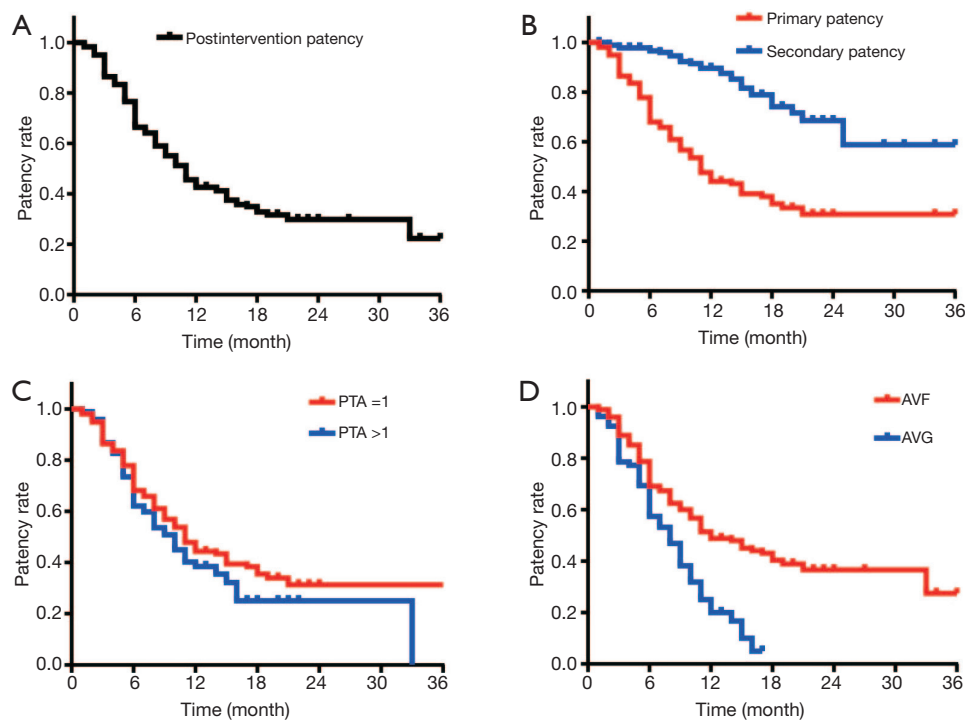 A
Postintervention patency
1.0
0.8
0.6
0.4
0.2
0.0
Patency rate
0 6 12 18 24 30 36
Time (month)
B
Primary patency
Secondary patency
1.0
0.8
0.6
0.4
0.2
0.0
Patency rate
0 6 12 18 24 30 36
Time (month)
C
PTA =1
PTA >1
1.0
0.8
0.6
0.4
0.2
0.0
Patency rate
0 6 12 18 24 30 36
Time (month)
D
AVF
AVG
1.0
0.8
0.6
0.4
0.2
0.0
Patency rate
0 6 12 18 24 30 36
Time (month)